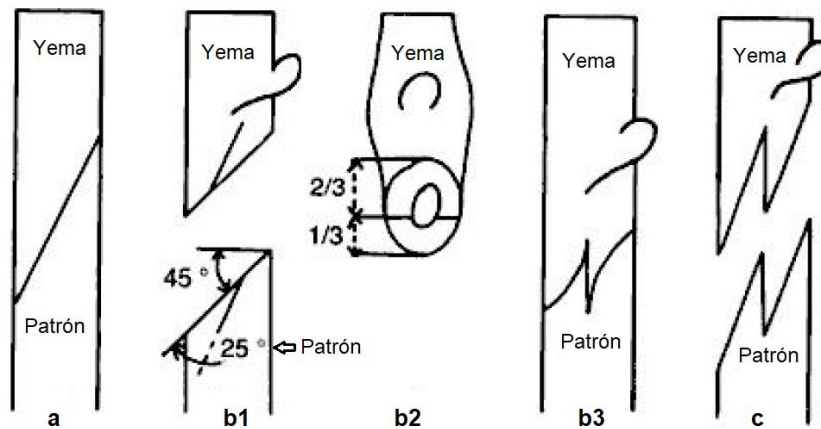 Yema
Yema
Yema
Yema
Yema
2/3
1/3
45°
25°
Patrón
Patrón
Patrón
Patrón
a
b1
b2
b3
c